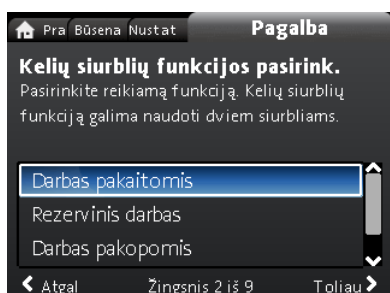 Pra Būsena Nustat Pagalba
Kelių siurblių funkcijos pasirink.
Pasirinkite reikiamą funkciją. Kelių siurblių
funkciją galima naudoti dviem siurbliams.
Darbas pakaitomis
Rezervinis darbas
Darbas pakopomis
Atgal Žingsnis 2 iš 9 Toliau